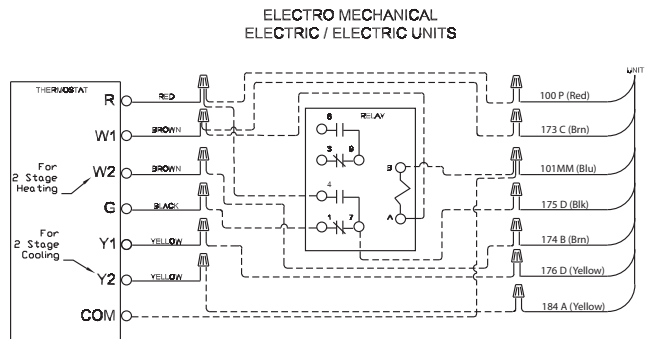 ELECTRO MECHANICAL
ELECTRIC / ELECTRIC UNITS
UNIT
THERMOSTAT
R
RED
100 P (Red)
W1
BROWN
173 C (Brn)
For
2 Stage
Heating
W2
BROWN
101MM (Blu)
G
BLACK
175 D (Blk)
For
2 Stage
Cooling
Y1
YELLOW
174 B (Brn)
Y2
YELLOW
176 D (Yellow)
COM
184 A (Yellow)
RELAY
6
3
9
B
4
1
7
A